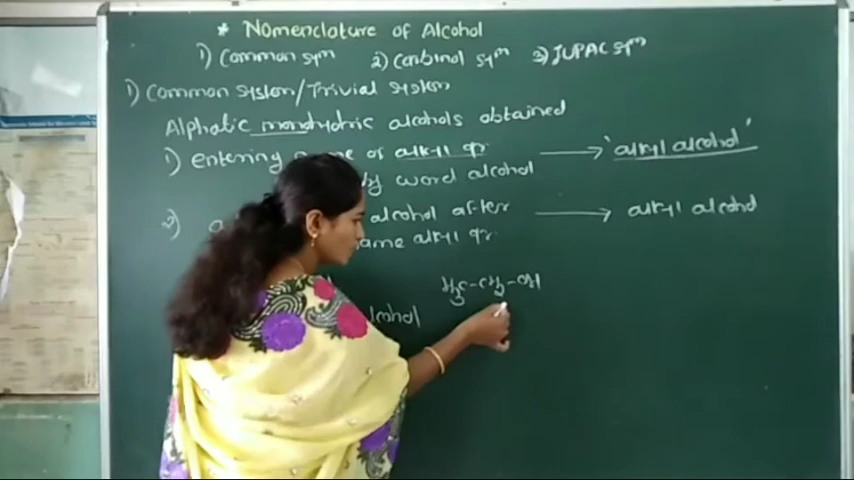 * Nomenclature of Alcohol
1) Common sym 2) Carbinol sym 3) IUPAC sym
1) Common system/Trivial system
Alphatic monohydric alcohols obtained
1) entering name of alkyl gr. → 'alkyl alcohol'
by word alcohol
2) alcohol after → alkyl alcohol
name alkyl gr.
H3C-CH2-OH
alcohol